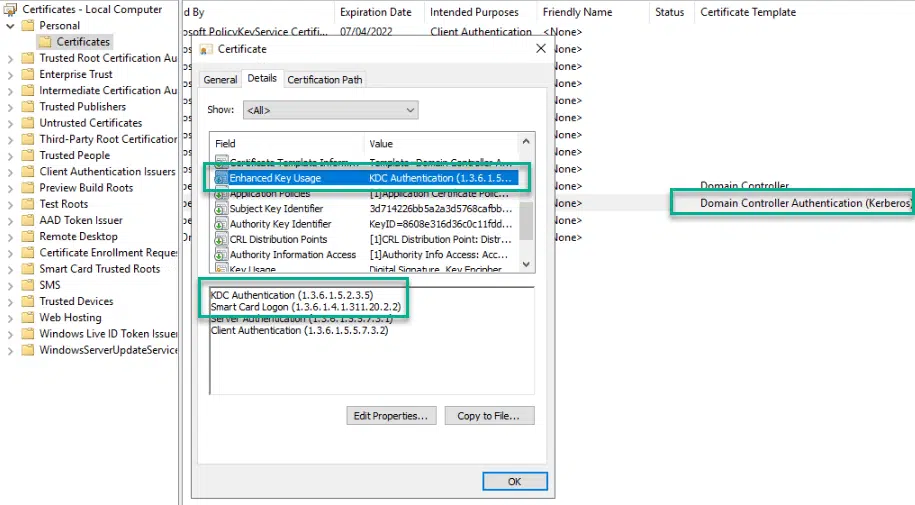 Certificates - Local Computer
Personal
Certificates
Trusted Root Certification Au
Enterprise Trust
Intermediate Certification Au
Trusted Publishers
Untrusted Certificates
Third-Party Root Certification
Trusted People
Client Authentication Issuers
Preview Build Roots
Test Roots
AAD Token Issuer
Remote Desktop
Certificate Enrollment Reque
Smart Card Trusted Roots
SMS
Trusted Devices
Web Hosting
Windows Live ID Token Issuer
WindowsServerUpdateService
d By Expiration Date Intended Purposes Friendly Name Status Certificate Template
osoft PolicyKeyService Certifi... 07/04/2022 Client Authentication <None>
None>
None>
None>
None>
None>
None>
None>
None>
None>
None> Domain Controller
None> Domain Controller Authentication (Kerberos)
None>
None>
Certificate
General Details Certification Path
Show: <All>
Field Value
Certificate Template Inform... Template=Domain Controller A...
Enhanced Key Usage KDC Authentication (1.3.6.1.5...
Application Policies [1]Application Certificate Polic...
Subject Key Identifier 3d714226bb5a2a3d5768cafbb...
Authority Key Identifier KeyID=8608e316d36c0c11fdd...
CRL Distribution Points [1]CRL Distribution Point: Distr...
Authority Information Access [1]Authority Info Access: Acce...
Key Usage Digital Signature, Key Encipher
KDC Authentication (1.3.6.1.5.2.3.5)
Smart Card Logon (1.3.6.1.4.1.311.20.2.2)
Server Authentication (1.3.6.1.5.5.7.3.1)
Client Authentication (1.3.6.1.5.5.7.3.2)
Edit Properties... Copy to File...
OK